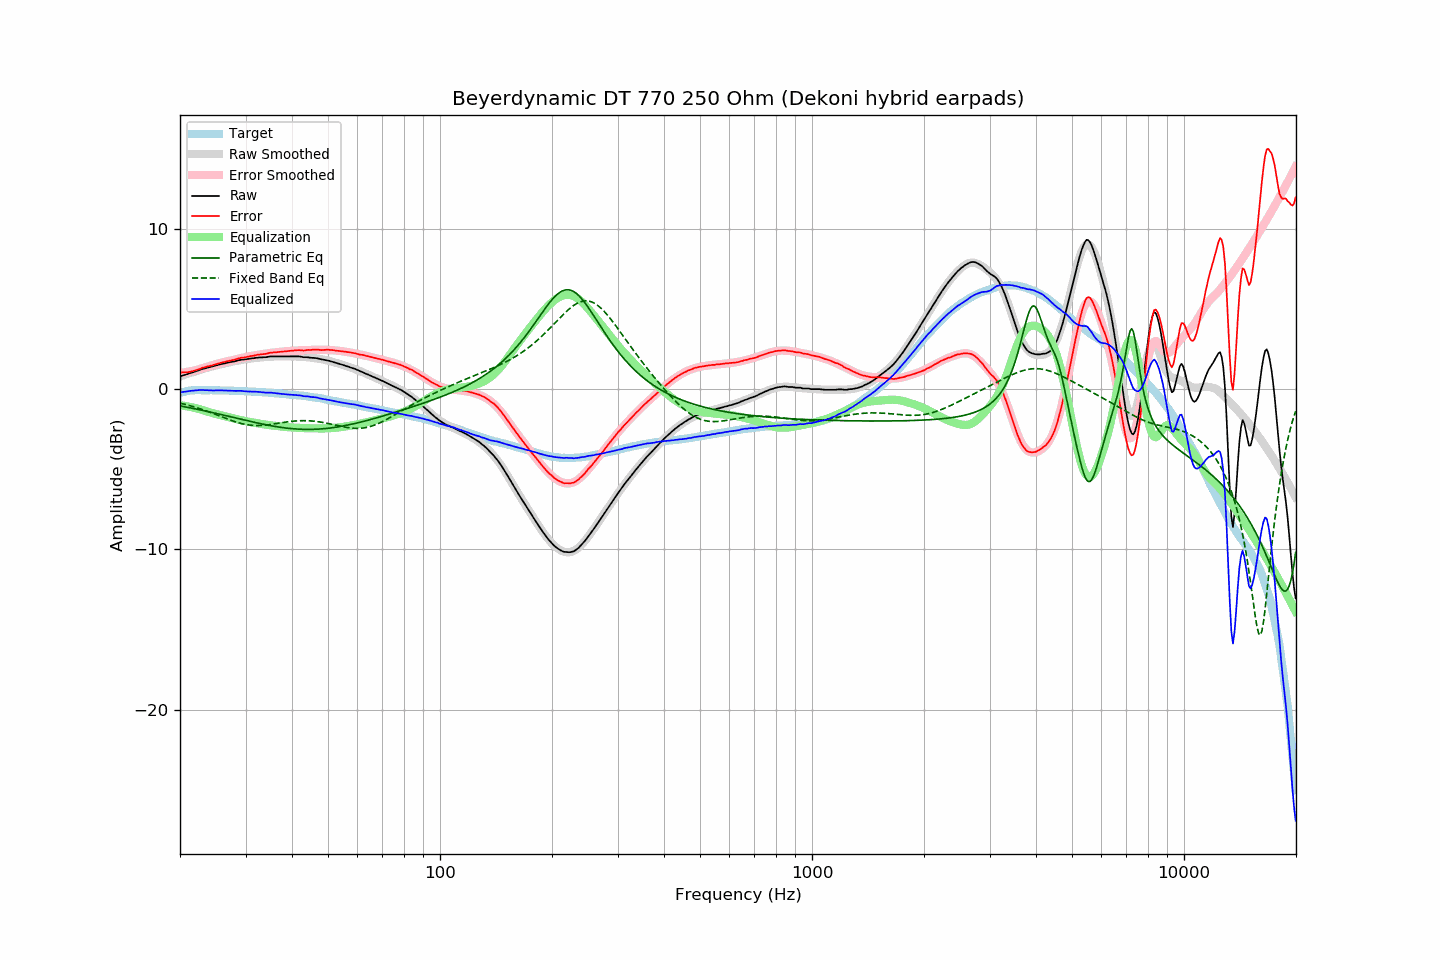 Beyerdynamic DT 770 250 Ohm (Dekoni hybrid earpads)
Target
Raw Smoothed
Error Smoothed
Raw
Error
Equalization
Parametric Eq
Fixed Band Eq
Equalized
10
0
−10
−20
Amplitude (dBr)
100
1000
10000
Frequency (Hz)